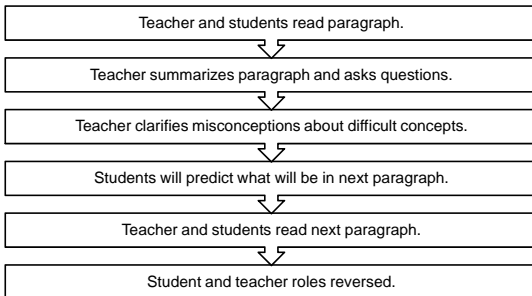 Teacher and students read paragraph.
Teacher summarizes paragraph and asks questions.
Teacher clarifies misconceptions about difficult concepts.
Students will predict what will be in next paragraph.
Teacher and students read next paragraph.
Student and teacher roles reversed.